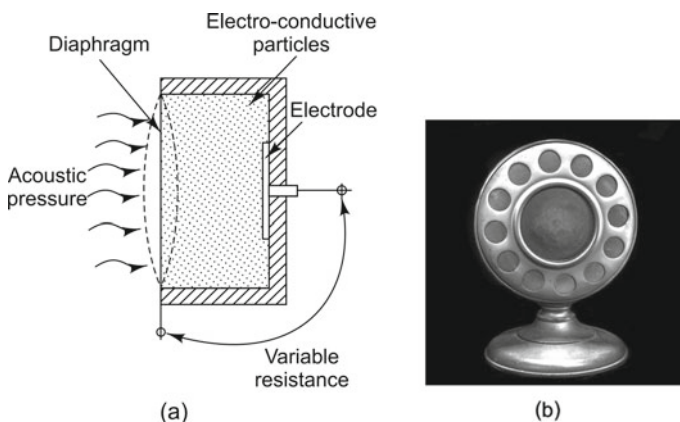 Electro-conductive
particles
Diaphragm
Electrode
Acoustic
pressure
Variable
resistance
(a)
(b)